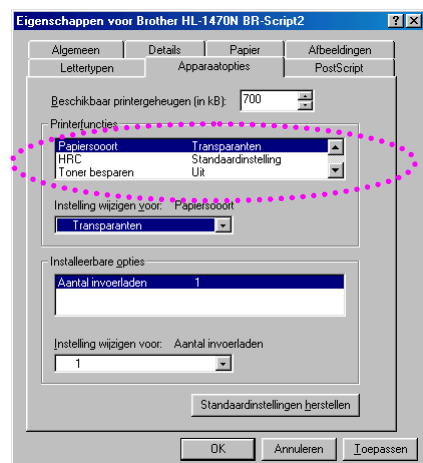 Eigenschappen voor Brother HL-1470N BR-Script2
Algemeen Details Papier Afbeeldingen
Lettertypen Apparaatopties PostScript
Beschikbaar printergeheugen (in kB): 700
Printerfuncties
Papiersooort Transparanten
HRC Standaardinstelling
Toner besparen Uit
Instelling wijzigen voor: Papiersooort
Transparanten
Installeerbare opties
Aantal invoerladen 1
Instelling wijzigen voor: Aantal invoerladen
1
Standaardinstellingen herstellen
OK Annuleren Toepassen